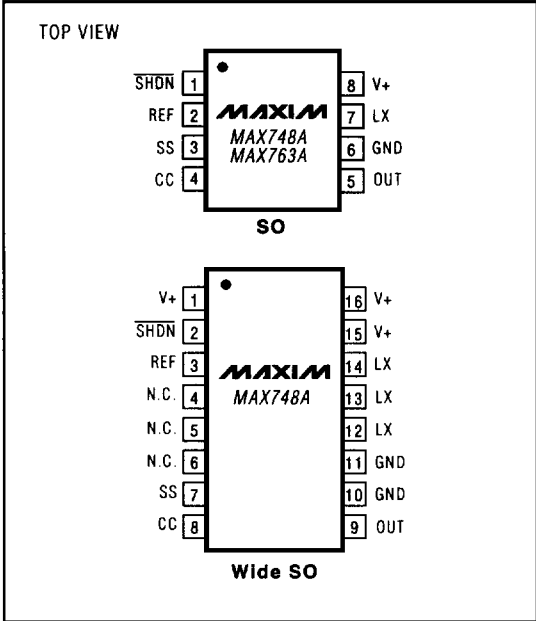 TOP VIEW
SHDN 1 8 V+
REF 2 MAXIM 7 LX
SS 3 MAX748A 6 GND
MAX763A
CC 4 5 OUT
SO
V+ 1 16 V+
SHDN 2 15 V+
REF 3 MAXIM 14 LX
N.C. 4 MAX748A 13 LX
N.C. 5 12 LX
N.C. 6 11 GND
SS 7 10 GND
CC 8 9 OUT
Wide SO